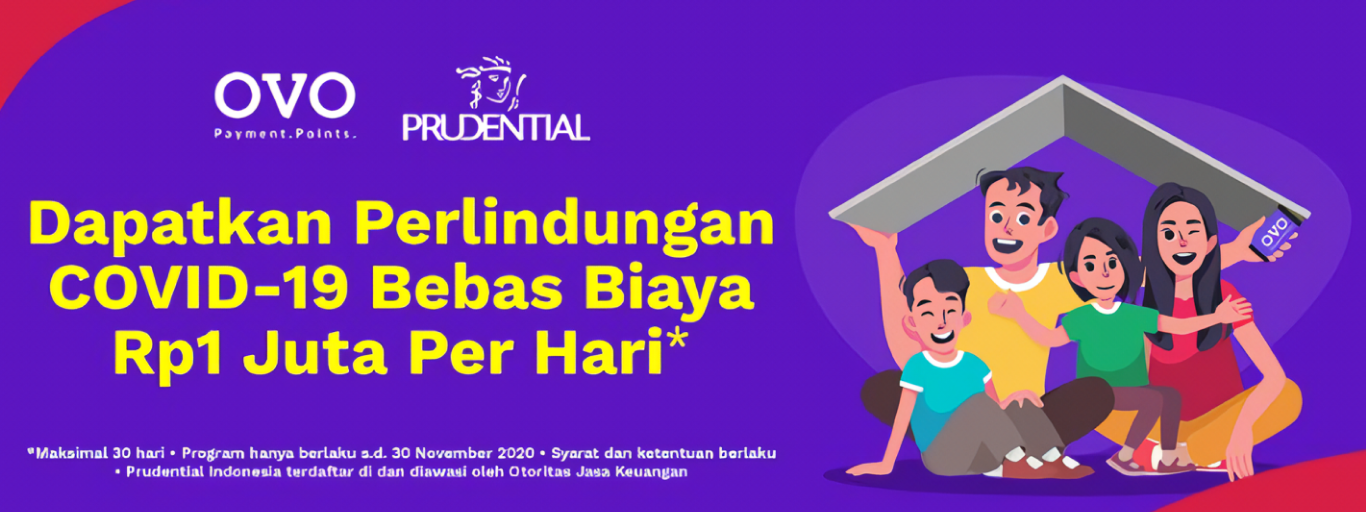 OVO
Payment.Points.
PRUDENTIAL
Dapatkan Perlindungan
COVID-19 Bebas Biaya
Rp1 Juta Per Hari*
*Maksimal 30 hari • Program hanya berlaku s.d. 30 November 2020 • Syarat dan ketentuan berlaku
• Prudential Indonesia terdaftar di dan diawasi oleh Otoritas Jasa Keuangan
OVO